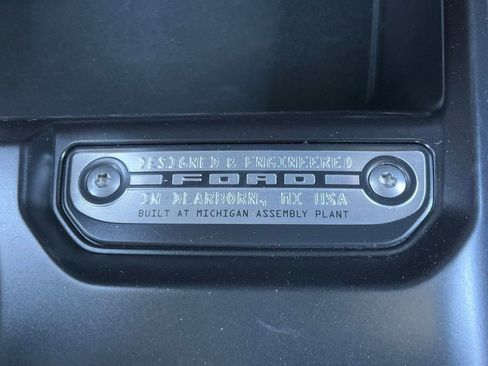 DESIGNED & ENGINEERED
FORD
IN DEARBORN, MI USA
BUILT AT MICHIGAN ASSEMBLY PLANT